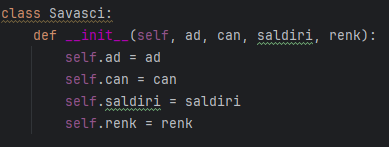 class Savasci:
    def __init__(self, ad, can, saldiri, renk):
        self.ad = ad
        self.can = can
        self.saldiri = saldiri
        self.renk = renk